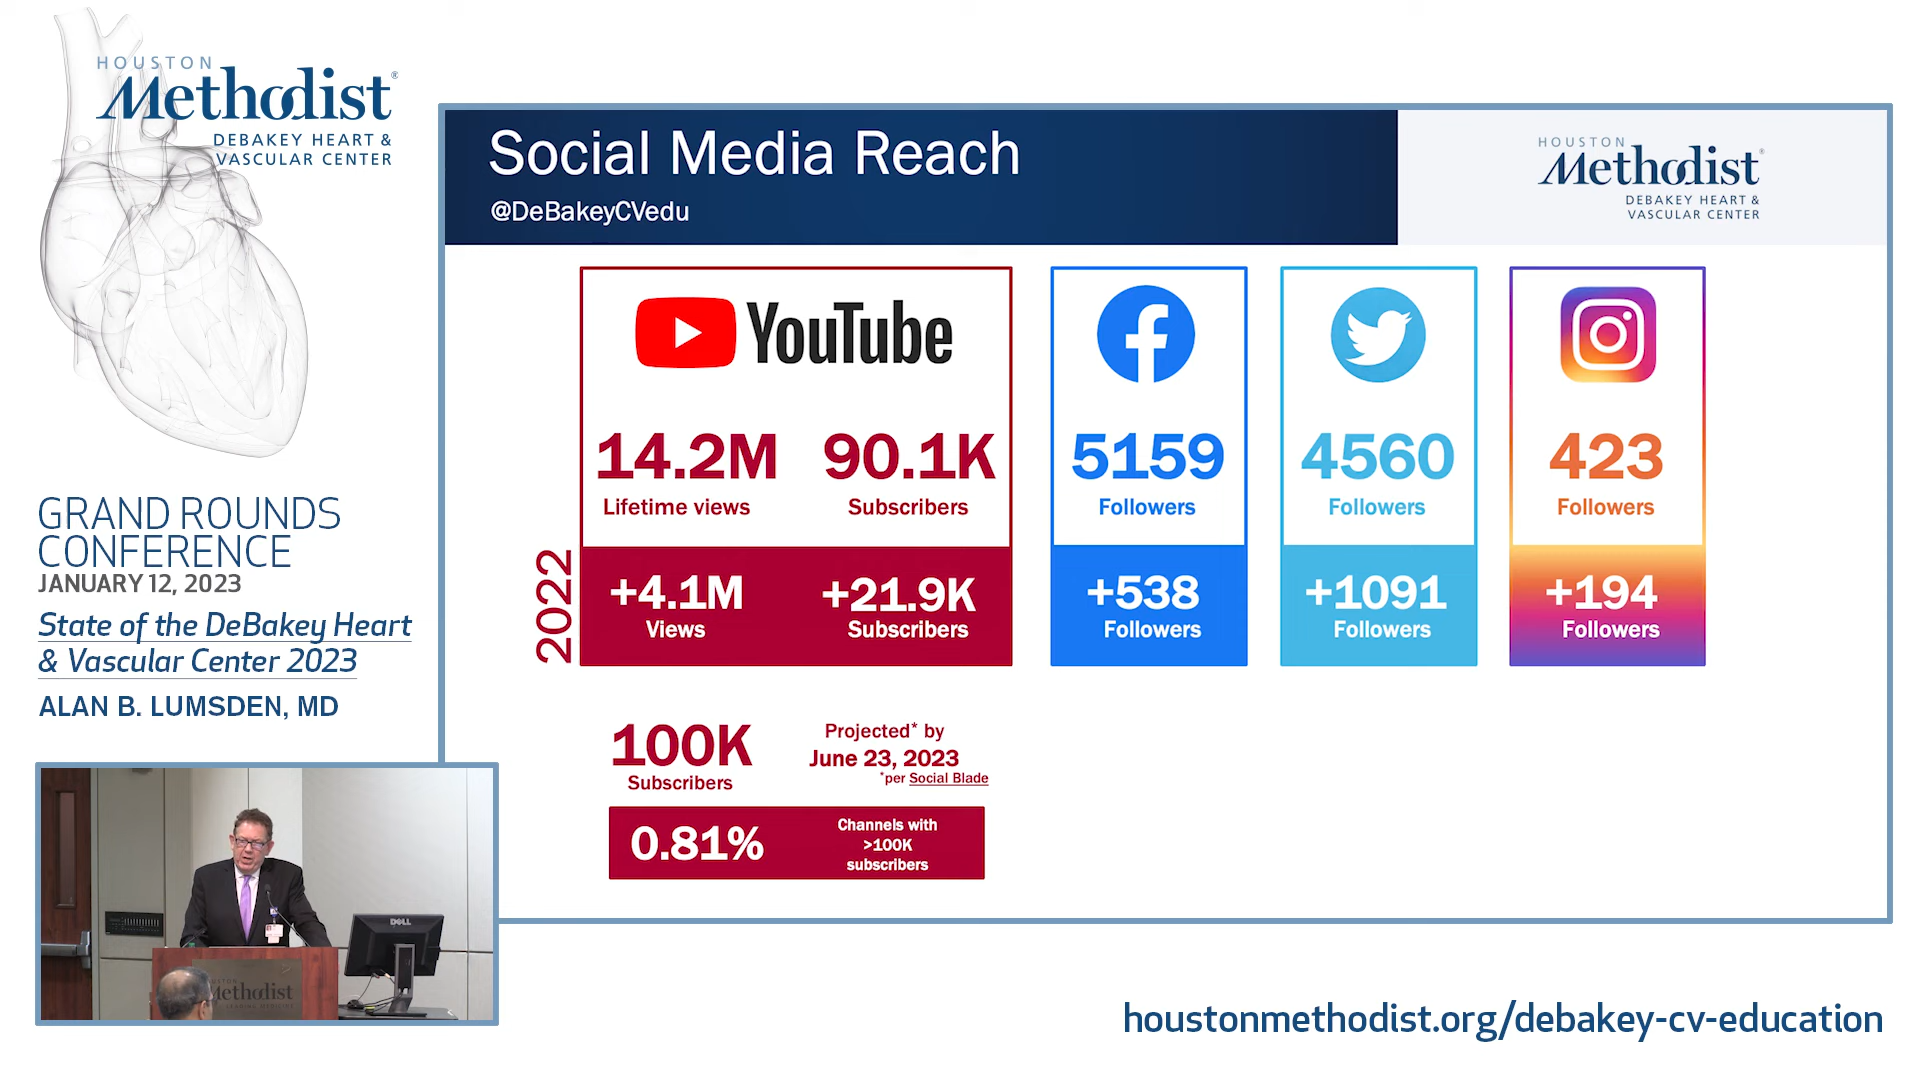 HOUSTON
Methodist®
DEBAKEY HEART &
VASCULAR CENTER
GRAND ROUNDS
CONFERENCE
JANUARY 12, 2023
State of the DeBakey Heart
& Vascular Center 2023
ALAN B. LUMSDEN, MD
Social Media Reach
@DeBakeyCVedu
HOUSTON
Methodist®
DEBAKEY HEART &
VASCULAR CENTER
YouTube
14.2M
Lifetime views
90.1K
Subscribers
5159
Followers
4560
Followers
423
Followers
2022
+4.1M
Views
+21.9K
Subscribers
+538
Followers
+1091
Followers
+194
Followers
100K
Subscribers
Projected* by
June 23, 2023
*per Social Blade
0.81%
Channels with
>100K
subscribers
DELL
Methodist
houstonmethodist.org/debakey-cv-education